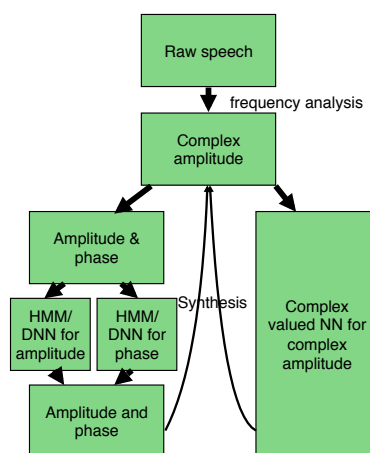 Raw speech
frequency analysis
Complex
amplitude
Amplitude &
phase
HMM/
DNN for
amplitude
HMM/
DNN for
phase
Synthesis
Complex
valued NN for
complex
amplitude
Amplitude and
phase